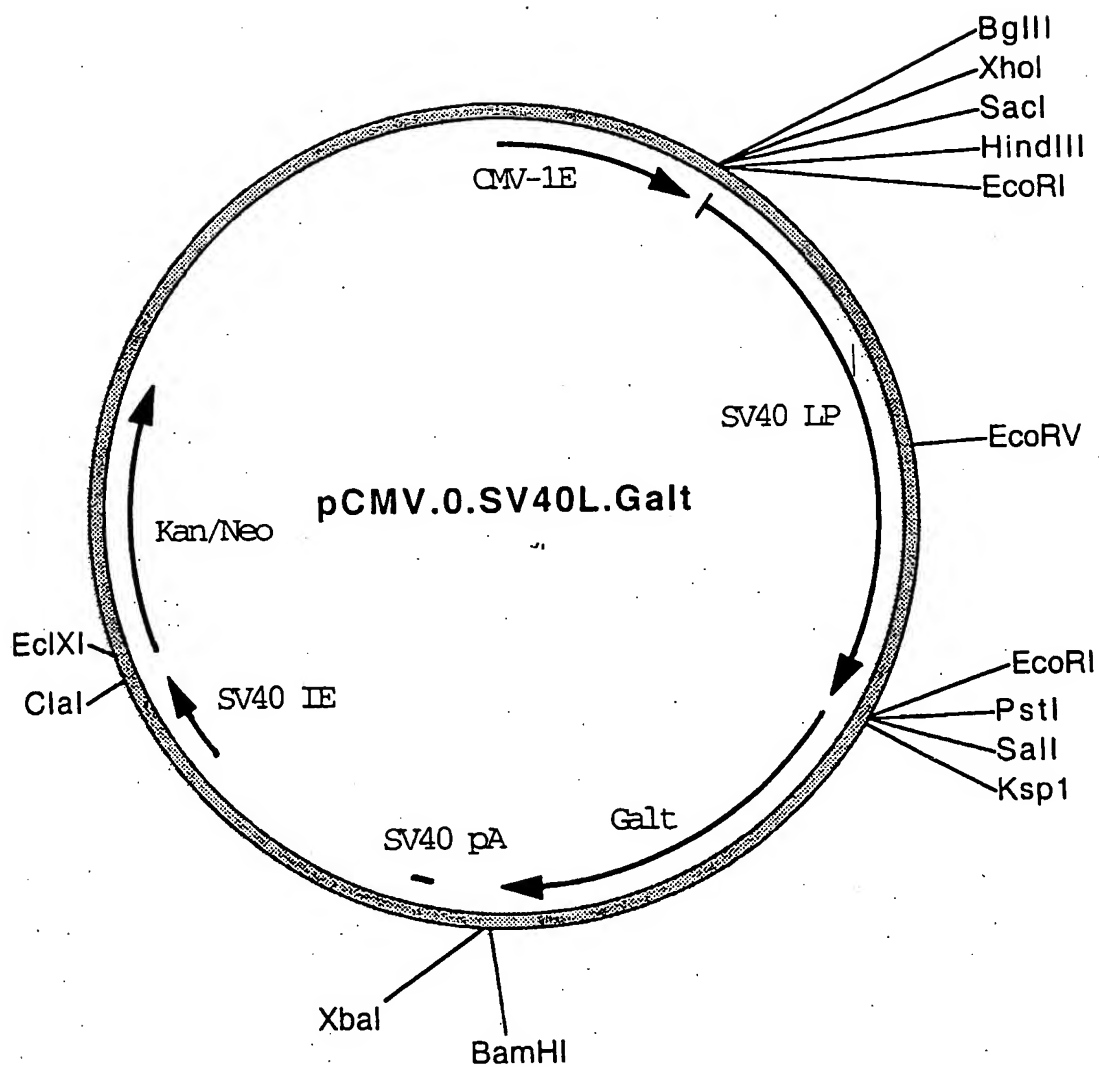 BglII
XhoI
SacI
HindIII
EcoRI
CMV-1E
SV40 LP
EcoRV
pCMV.0.SV40L.Galt
Kan/Neo
EclXI
ClaI
SV40 IE
EcoRI
PstI
SalI
Ksp1
Galt
SV40 pA
XbaI
BamHI